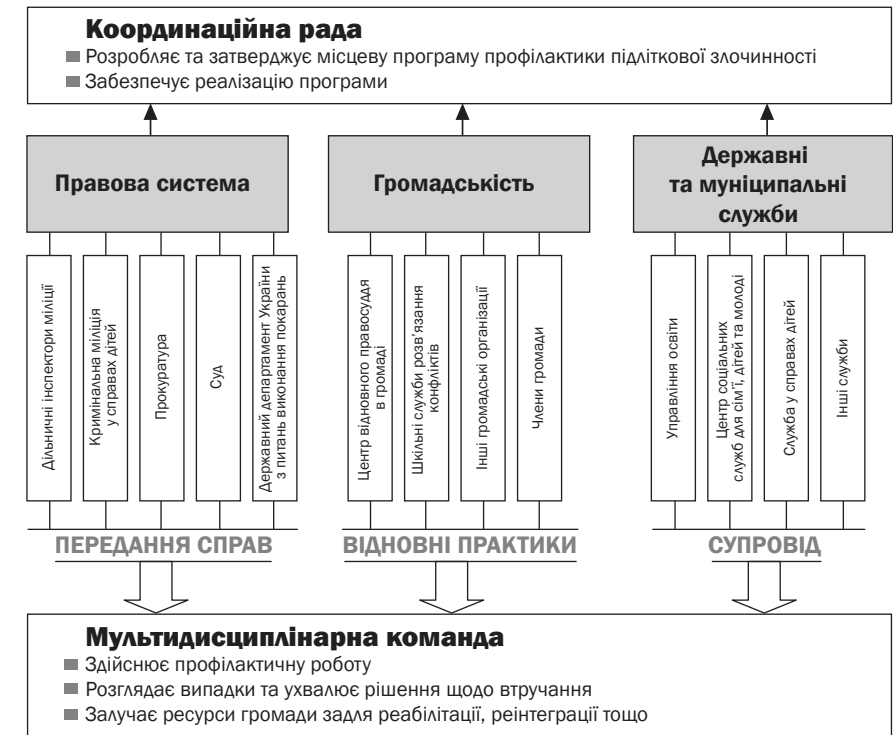 Координаційна рада
Розробляє та затверджує місцеву програму профілактики підліткової злочинності
Забезпечує реалізацію програми
Правова система
Громадськість
Державні
та муніципальні
служби
Дільничні інспектори міліції
Кримінальна міліція
у справах дітей
Прокуратура
Суд
Державний департамент України
з питань виконання покарань
Центр відновного правосуддя
в громаді
Шкільні служби розв'язання
конфліктів
Інші громадські організації
Члени громади
Управління освіти
Центр соціальних
служб для сім'ї, дітей та молоді
Служба у справах дітей
Інші служби
ПЕРЕДАННЯ СПРАВ
ВІДНОВНІ ПРАКТИКИ
СУПРОВІД
Мультидисциплінарна команда
Здійснює профілактичну роботу
Розглядає випадки та ухвалює рішення щодо втручання
Залучає ресурси громади задля реабілітації, реінтеграції тощо